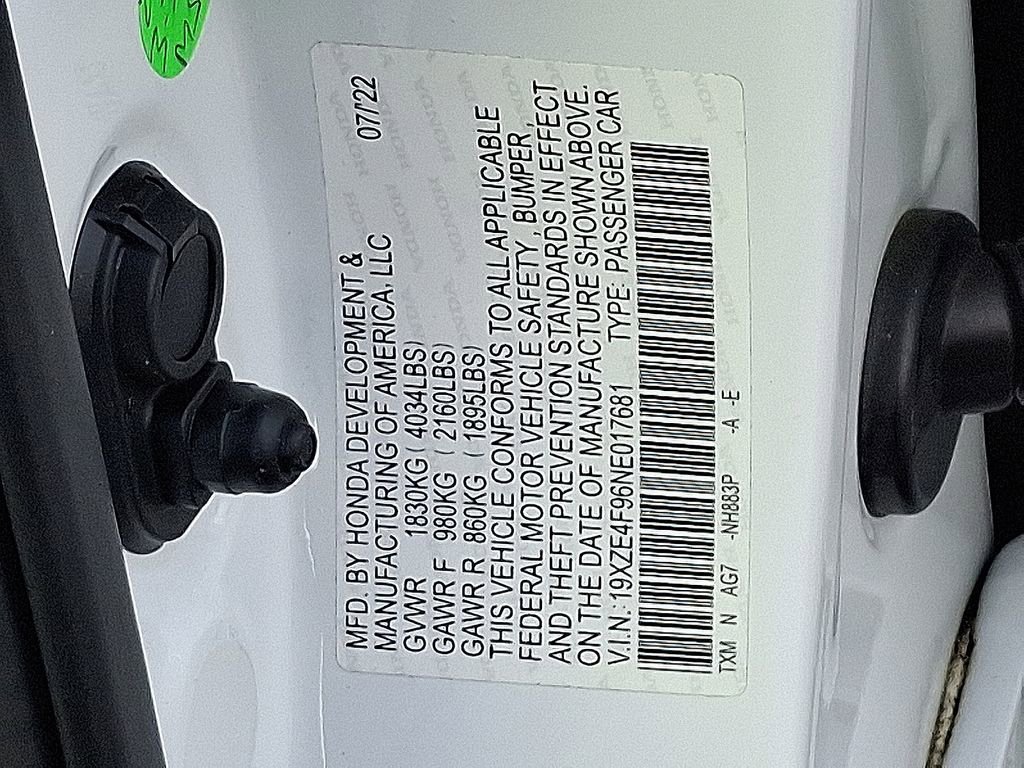 MFD. BY HONDA DEVELOPMENT &
MANUFACTURING OF AMERICA, LLC 07/'22
GVWR 1830KG (4034LBS)
GAWR F 980KG ( 2160LBS)
GAWR R 860KG ( 1895LBS)
THIS VEHICLE CONFORMS TO ALL APPLICABLE
FEDERAL MOTOR VEHICLE SAFETY , BUMPER ,
AND THEFT PREVENTION STANDARDS IN EFFECT
ON THE DATE OF MANUFACTURE SHOWN ABOVE.
V.I.N.: 19XZE4F96NE017681 TYPE: PASSENGER CAR
TXM N AG7 -NH883P -A -E